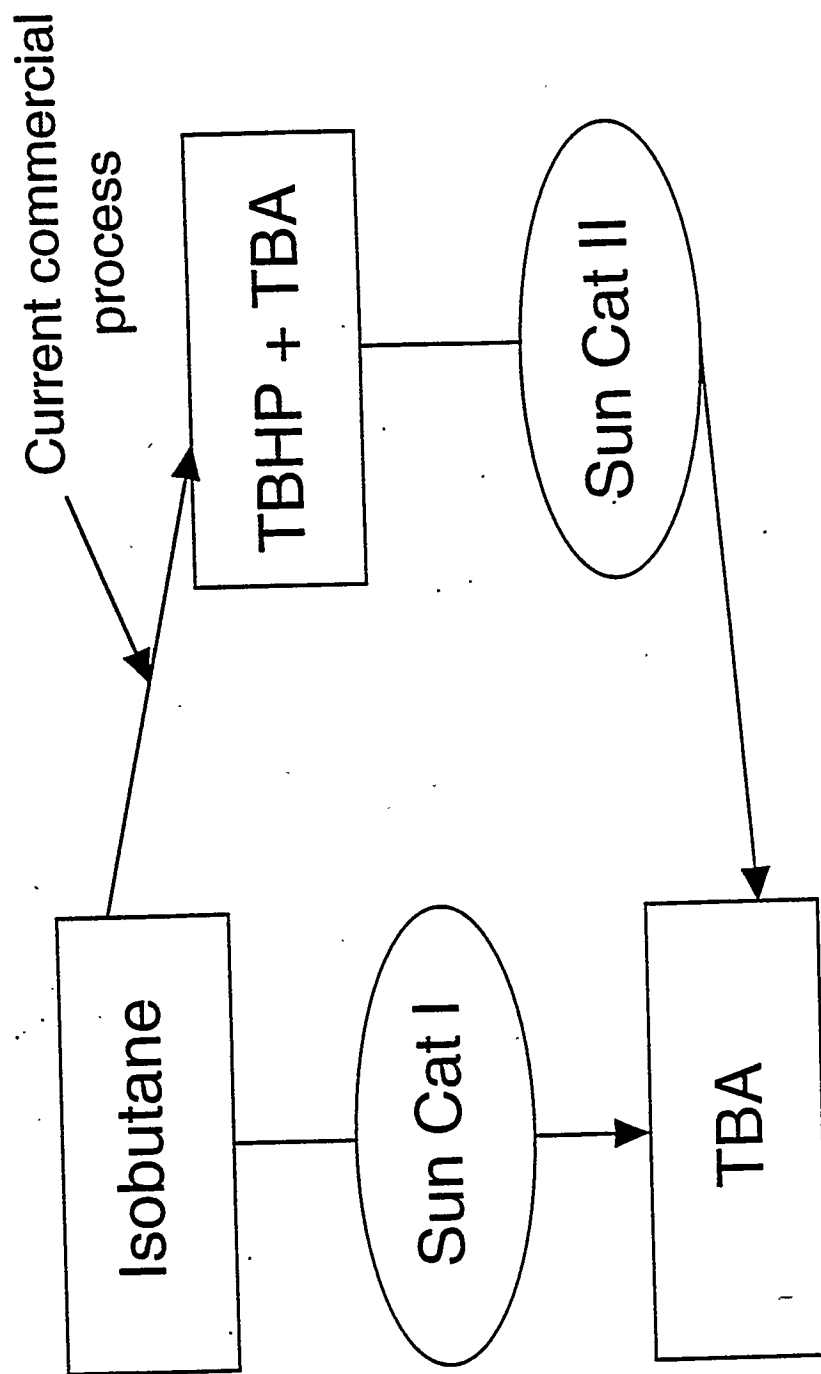 Current commercial
process
Isobutane
TBHP + TBA
Sun Cat I
Sun Cat II
TBA